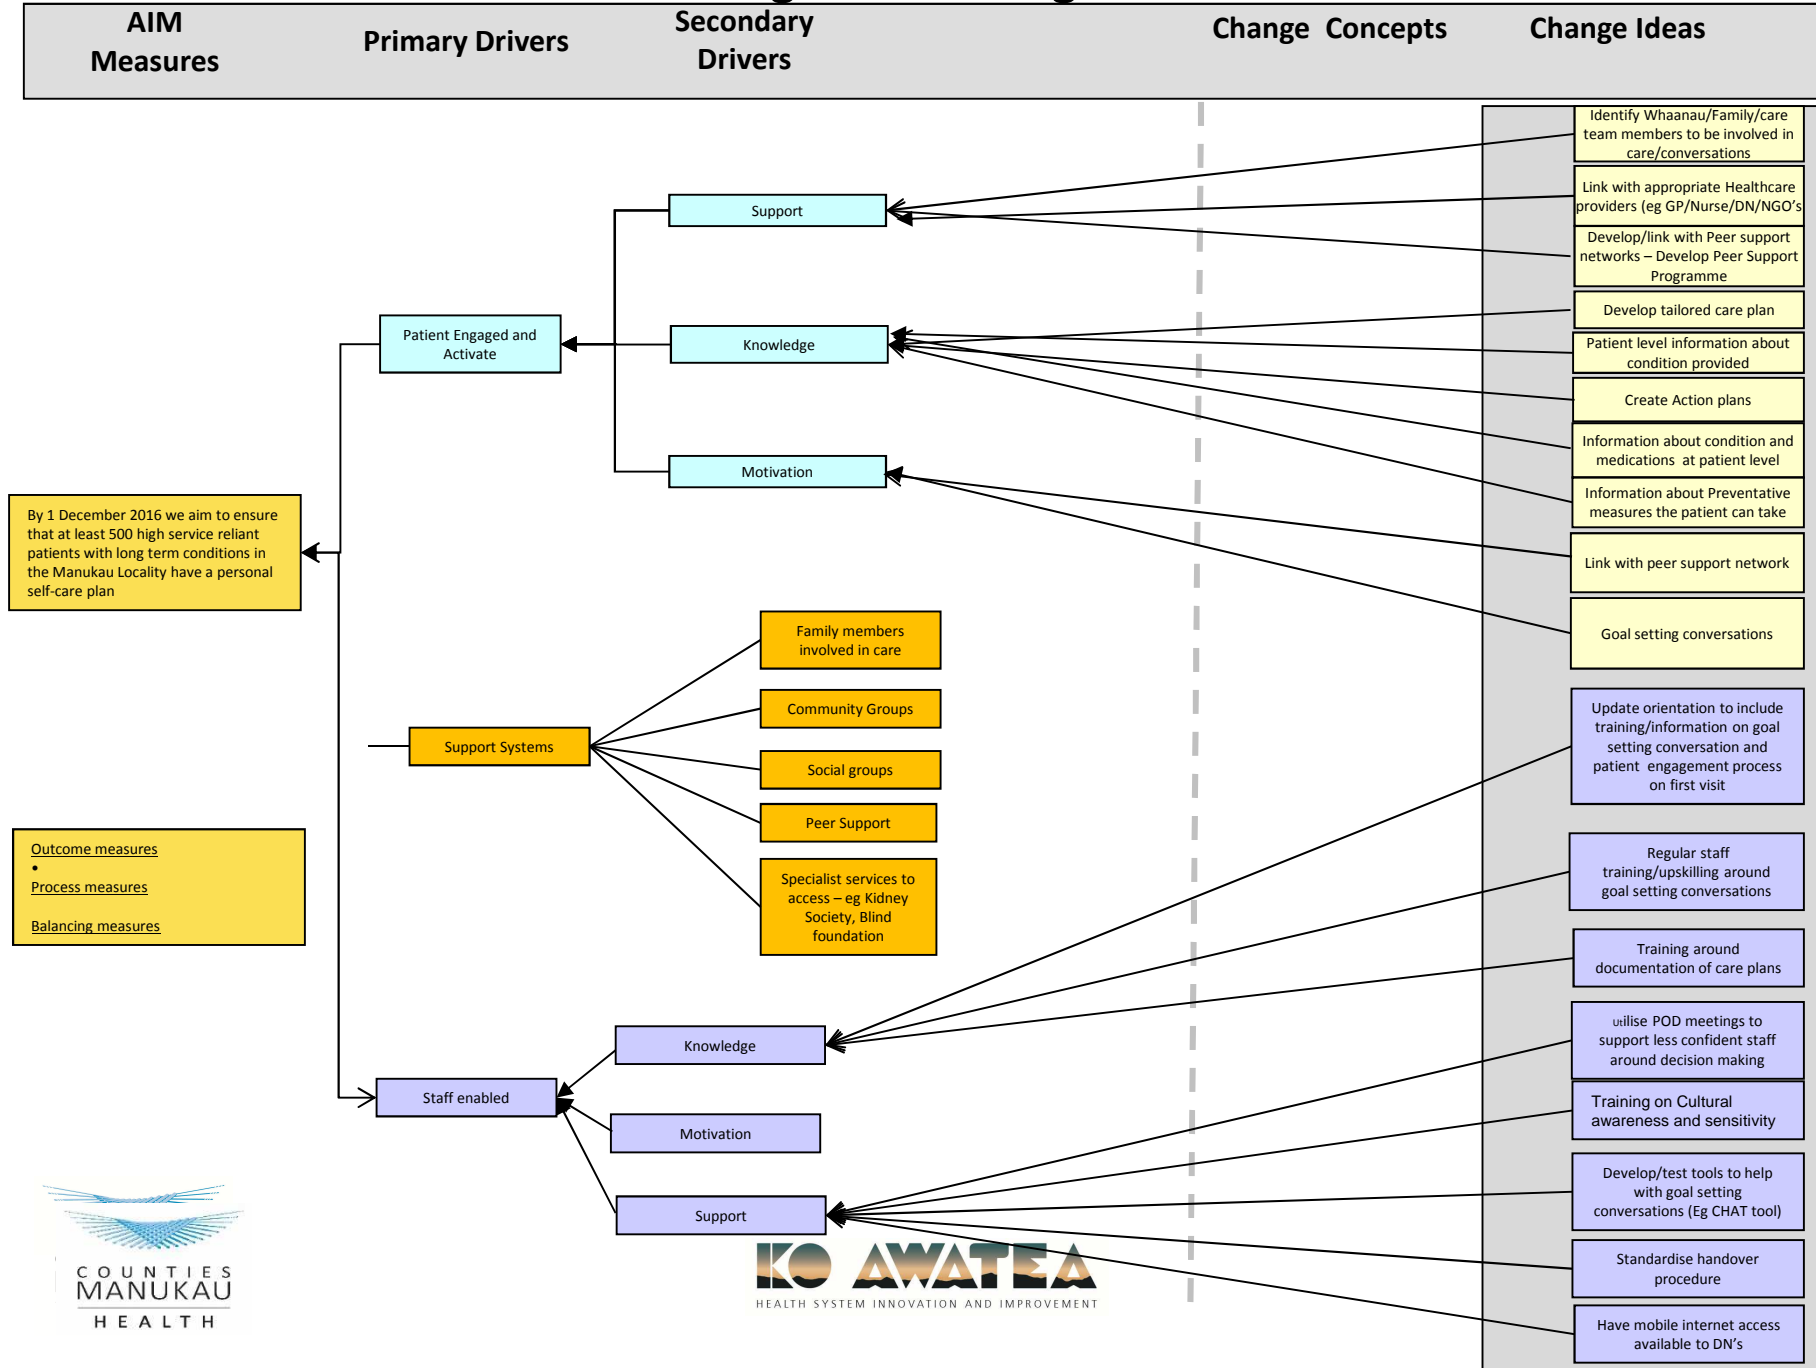 AIM
Measures
Primary Drivers
Secondary
Drivers
Change  Concepts
Change Ideas
Identify Whaanau/Family/care
team members to be involved in
care/conversations
Link with appropriate Healthcare
providers (eg GP/Nurse/DN/NGO's
Develop/link with Peer support
networks – Develop Peer Support
Programme
Develop tailored care plan
Patient level information about
condition provided
Create Action plans
Information about condition and
medications  at patient level
Information about Preventative
measures the patient can take
Link with peer support network
Goal setting conversations
Support
Knowledge
Motivation
Patient Engaged and
Activate
By 1 December 2016 we aim to ensure
that at least 500 high service reliant
patients with long term conditions in
the Manukau Locality have a personal
self-care plan
Family members
involved in care
Community Groups
Support Systems
Social groups
Peer Support
Specialist services to
access – eg Kidney
Society, Blind
foundation
Outcome measures
•
Process measures
Balancing measures
Update orientation to include
training/information on goal
setting conversation and
patient  engagement process
on first visit
Regular staff
training/upskilling around
goal setting conversations
Training around
documentation of care plans
Utilise POD meetings to
support less confident staff
around decision making
Training on Cultural
awareness and sensitivity
Develop/test tools to help
with goal setting
conversations (Eg CHAT tool)
Standardise handover
procedure
Have mobile internet access
available to DN's
Knowledge
Staff enabled
Motivation
Support
COUNTIES
MANUKAU
HEALTH
KO AWATEA
HEALTH SYSTEM INNOVATION AND IMPROVEMENT